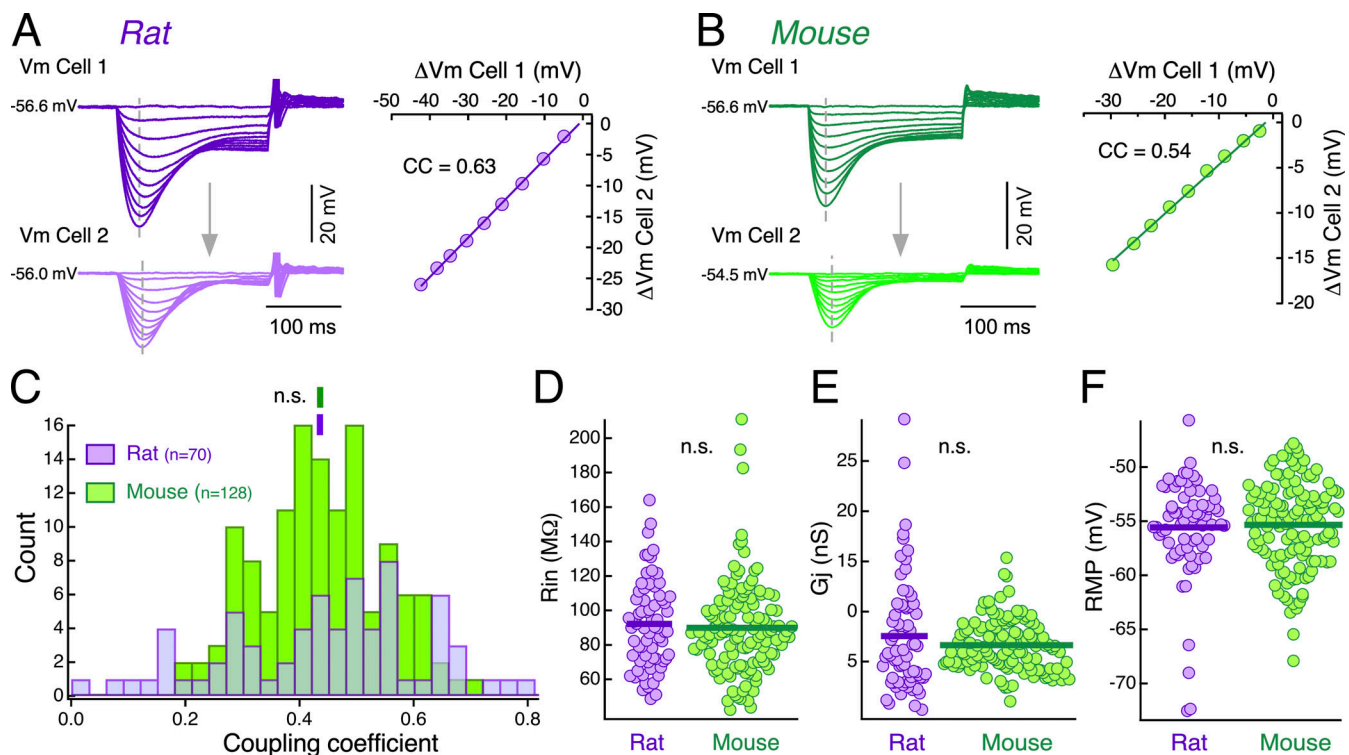 A Rat
Vm Cell 1
-56.6 mV
Vm Cell 2
-56.0 mV
20 mV
100 ms
ΔVm Cell 1 (mV)
-50 -40 -30 -20 -10 0
CC = 0.63
0
-5
-10
-15
-20
-25
-30
ΔVm Cell 2 (mV)
B Mouse
Vm Cell 1
-56.6 mV
Vm Cell 2
-54.5 mV
20 mV
100 ms
ΔVm Cell 1 (mV)
-30 -20 -10 0
CC = 0.54
0
-5
-10
-15
-20
ΔVm Cell 2 (mV)
C
n.s.
Rat (n=70)
Mouse (n=128)
16
14
12
10
8
6
4
2
0
Count
0.0 0.2 0.4 0.6 0.8
Coupling coefficient
D
n.s.
200
180
160
140
120
100
80
60
Rin (MΩ)
Rat Mouse
E
n.s.
25
20
15
0
5
Gj (nS)
Rat Mouse
F
n.s.
-50
-55
-60
-65
-70
RMP (mV)
Rat Mouse